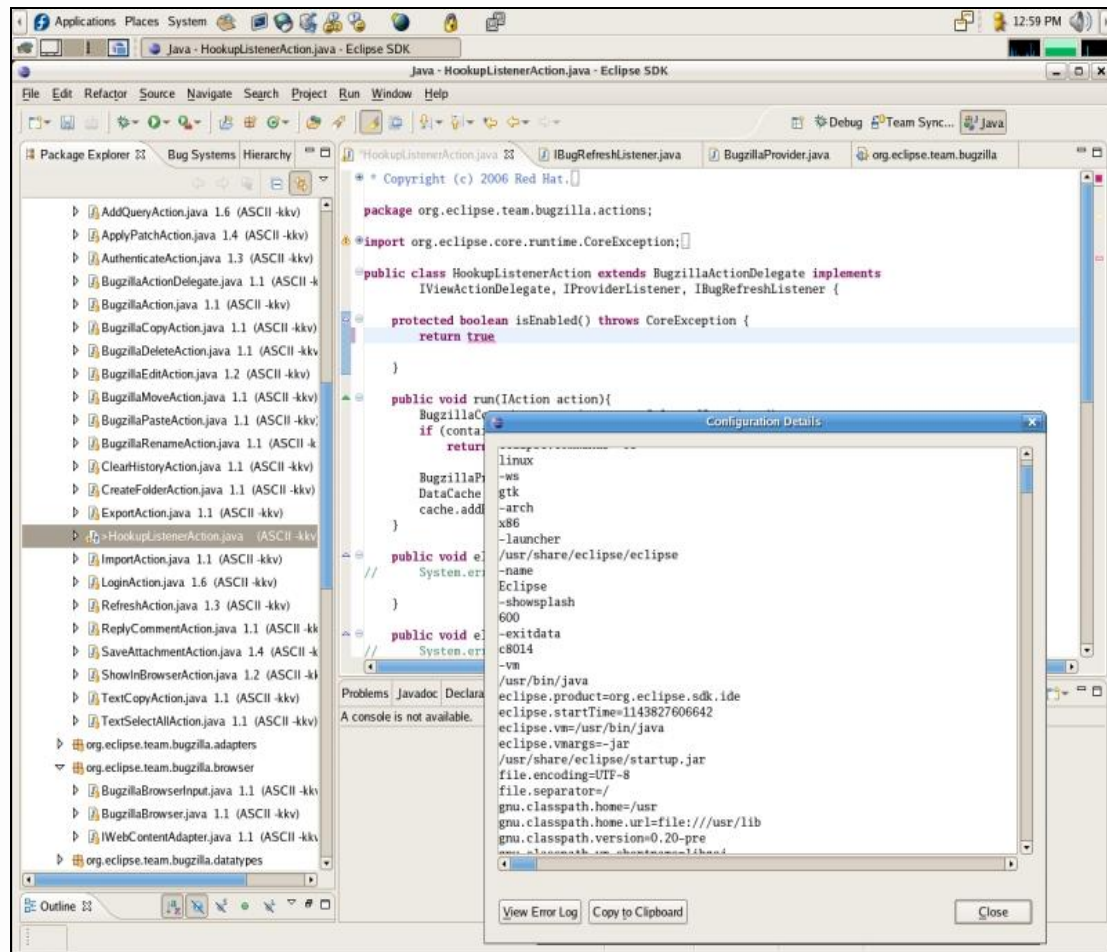 Applications Places System
12:59 PM
Java - HookupListenerAction.java - Eclipse SDK
Java - HookupListenerAction.java - Eclipse SDK
File Edit Refactor Source Navigate Search Project Run Window Help
Debug Team Sync... Java
Package Explorer Bug Systems Hierarchy
*HookupListenerAction.java IBugRefreshListener.java BugzillaProvider.java org.eclipse.team.bugzilla
AddQueryAction.java 1.6 (ASCII -kkv)
ApplyPatchAction.java 1.4 (ASCII -kkv)
AuthenticateAction.java 1.3 (ASCII -kkv)
BugzillaActionDelegate.java 1.1 (ASCII -k
BugzillaAction.java 1.1 (ASCII -kkv)
BugzillaCopyAction.java 1.1 (ASCII -kkv)
BugzillaDeleteAction.java 1.1 (ASCII -kkv
BugzillaEditAction.java 1.2 (ASCII -kkv)
BugzillaMoveAction.java 1.1 (ASCII -kkv)
BugzillaPasteAction.java 1.1 (ASCII -kkv)
BugzillaRenameAction.java 1.1 (ASCII -k
ClearHistoryAction.java 1.1 (ASCII -kkv)
CreateFolderAction.java 1.1 (ASCII -kkv)
ExportAction.java 1.1 (ASCII -kkv)
>HookupListenerAction.java (ASCII -kkv
ImportAction.java 1.1 (ASCII -kkv)
LoginAction.java 1.6 (ASCII -kkv)
RefreshAction.java 1.3 (ASCII -kkv)
ReplyCommentAction.java 1.1 (ASCII -kk
SaveAttachmentAction.java 1.4 (ASCII -k
ShowInBrowserAction.java 1.2 (ASCII -kk
TextCopyAction.java 1.1 (ASCII -kkv)
TextSelectAllAction.java 1.1 (ASCII -kkv)
org.eclipse.team.bugzilla.adapters
org.eclipse.team.bugzilla.browser
BugzillaBrowserInput.java 1.1 (ASCII -kkv
BugzillaBrowser.java 1.1 (ASCII -kkv)
IWebContentAdapter.java 1.1 (ASCII -kkv
org.eclipse.team.bugzilla.datatypes
Outline
* Copyright (c) 2006 Red Hat.
package org.eclipse.team.bugzilla.actions;
import org.eclipse.core.runtime.CoreException;
public class HookupListenerAction extends BugzillaActionDelegate implements
IViewActionDelegate, IProviderListener, IBugRefreshListener {
protected boolean isEnabled() throws CoreException {
return true
}
public void run(IAction action){
BugzillaCo
if (contai
return
BugzillaPr
DataCache
cache.addl
}
public void el
// System.err
}
public void el
// System.err
Problems Javadoc Declara
A console is not available.
Configuration Details
linux
-ws
gtk
-arch
x86
-launcher
/usr/share/eclipse/eclipse
-name
Eclipse
-showsplash
600
-exitdata
c8014
-vm
/usr/bin/java
eclipse.product=org.eclipse.sdk.ide
eclipse.startTime=1143827606642
eclipse.vm=/usr/bin/java
eclipse.vmargs=-jar
/usr/share/eclipse/startup.jar
file.encoding=UTF-8
file.separator=/
gnu.classpath.home=/usr
gnu.classpath.home.url=file:///usr/lib
gnu.classpath.version=0.20-pre
View Error Log Copy to Clipboard Close